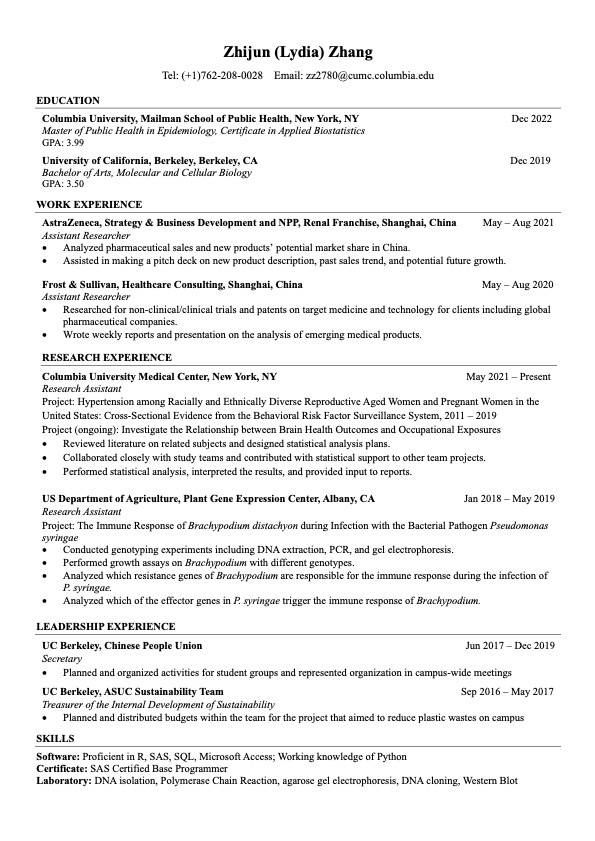 Zhijun (Lydia) Zhang
Tel: (+1)762-208-0028 Email: zz2780@cumc.columbia.edu
EDUCATION
Columbia University, Mailman School of Public Health, New York, NY Dec 2022
Master of Public Health in Epidemiology, Certificate in Applied Biostatistics
GPA: 3.99
University of California, Berkeley, Berkeley, CA Dec 2019
Bachelor of Arts, Molecular and Cellular Biology
GPA: 3.50
WORK EXPERIENCE
AstraZeneca, Strategy & Business Development and NPP, Renal Franchise, Shanghai, China May – Aug 2021
Assistant Researcher
• Analyzed pharmaceutical sales and new products’ potential market share in China.
• Assisted in making a pitch deck on new product description, past sales trend, and potential future growth.
Frost & Sullivan, Healthcare Consulting, Shanghai, China May – Aug 2020
Assistant Researcher
• Researched for non-clinical/clinical trials and patents on target medicine and technology for clients including global
pharmaceutical companies.
• Wrote weekly reports and presentation on the analysis of emerging medical products.
RESEARCH EXPERIENCE
Columbia University Medical Center, New York, NY May 2021 – Present
Research Assistant
Project: Hypertension among Racially and Ethnically Diverse Reproductive Aged Women and Pregnant Women in the
United States: Cross-Sectional Evidence from the Behavioral Risk Factor Surveillance System, 2011 – 2019
Project (ongoing): Investigate the Relationship between Brain Health Outcomes and Occupational Exposures
• Reviewed literature on related subjects and designed statistical analysis plans.
• Collaborated closely with study teams and contributed with statistical support to other team projects.
• Performed statistical analysis, interpreted the results, and provided input to reports.
US Department of Agriculture, Plant Gene Expression Center, Albany, CA Jan 2018 – May 2019
Research Assistant
Project: The Immune Response of Brachypodium distachyon during Infection with the Bacterial Pathogen Pseudomonas
syringae
• Conducted genotyping experiments including DNA extraction, PCR, and gel electrophoresis.
• Performed growth assays on Brachypodium with different genotypes.
• Analyzed which resistance genes of Brachypodium are responsible for the immune response during the infection of
P. syringae.
• Analyzed which of the effector genes in P. syringae trigger the immune response of Brachypodium.
LEADERSHIP EXPERIENCE
UC Berkeley, Chinese People Union Jun 2017 – Dec 2019
Secretary
• Planned and organized activities for student groups and represented organization in campus-wide meetings
UC Berkeley, ASUC Sustainability Team Sep 2016 – May 2017
Treasurer of the Internal Development of Sustainability
• Planned and distributed budgets within the team for the project that aimed to reduce plastic wastes on campus
SKILLS
Software: Proficient in R, SAS, SQL, Microsoft Access; Working knowledge of Python
Certificate: SAS Certified Base Programmer
Laboratory: DNA isolation, Polymerase Chain Reaction, agarose gel electrophoresis, DNA cloning, Western Blot